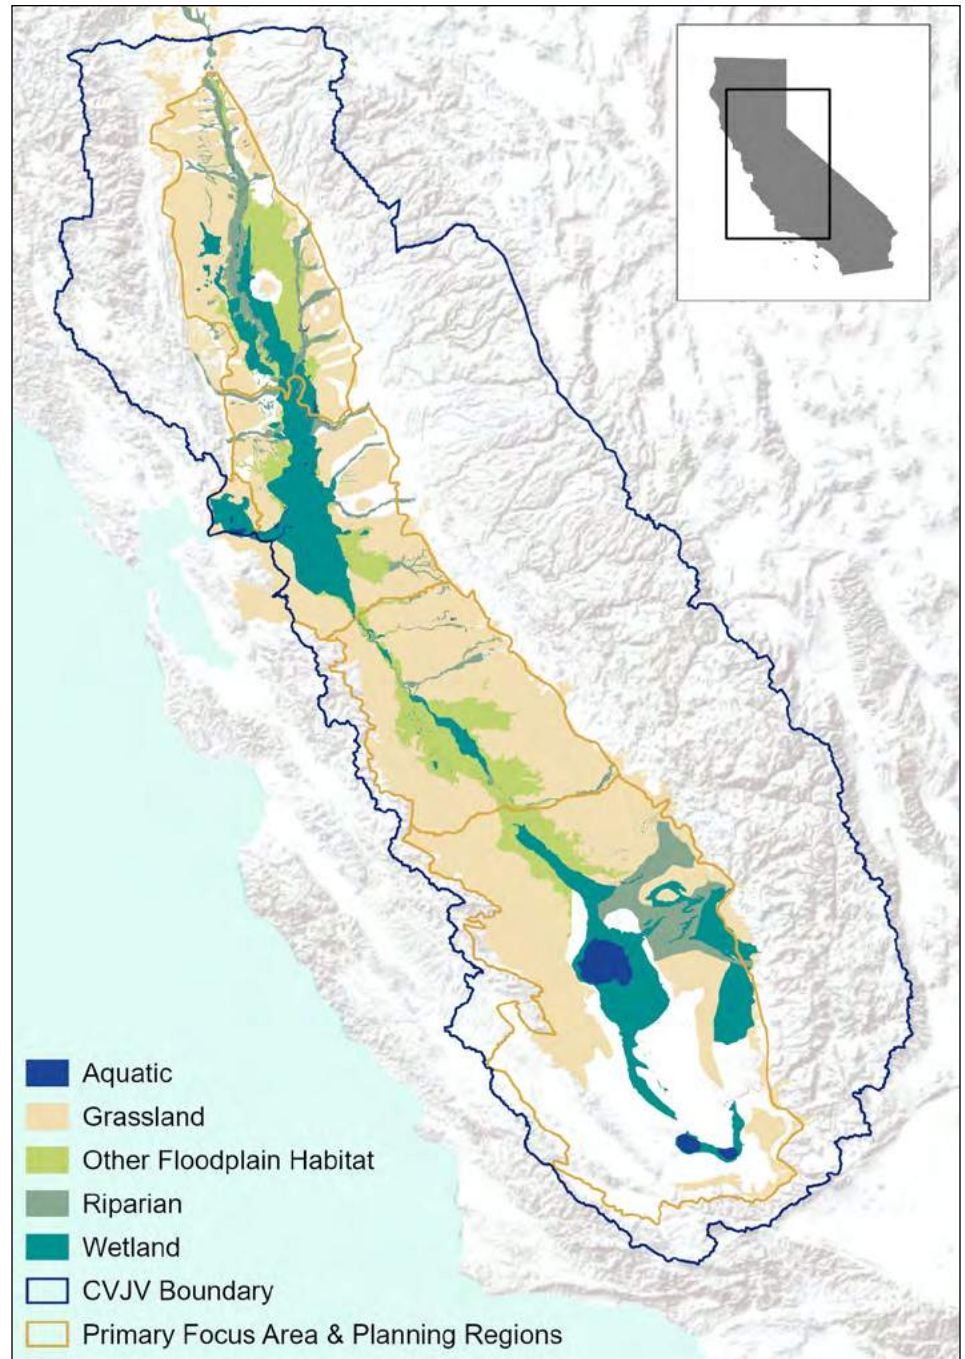 Aquatic
Grassland
Other Floodplain Habitat
Riparian
Wetland
CVJV Boundary
Primary Focus Area & Planning Regions